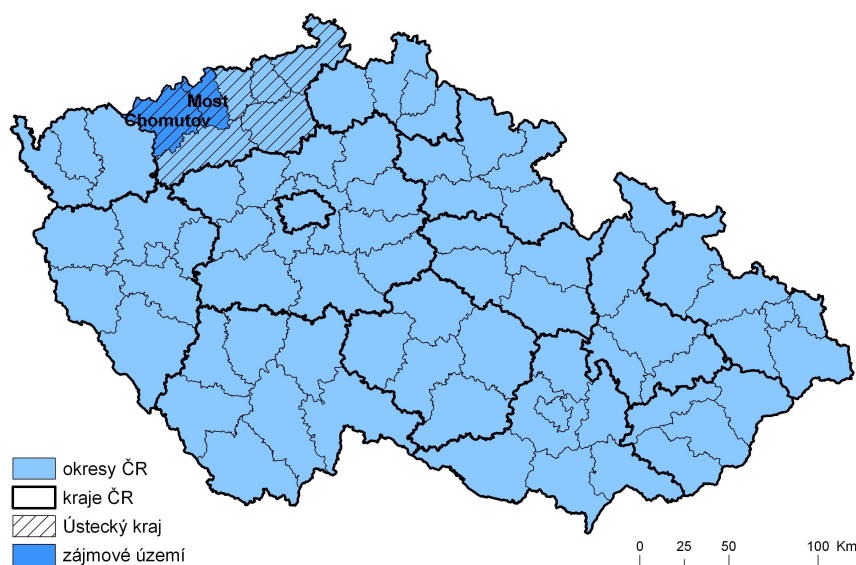 Most
Chomutov
okresy ČR
kraje ČR
Ústecký kraj
zájmové území
0 25 50 100 Km